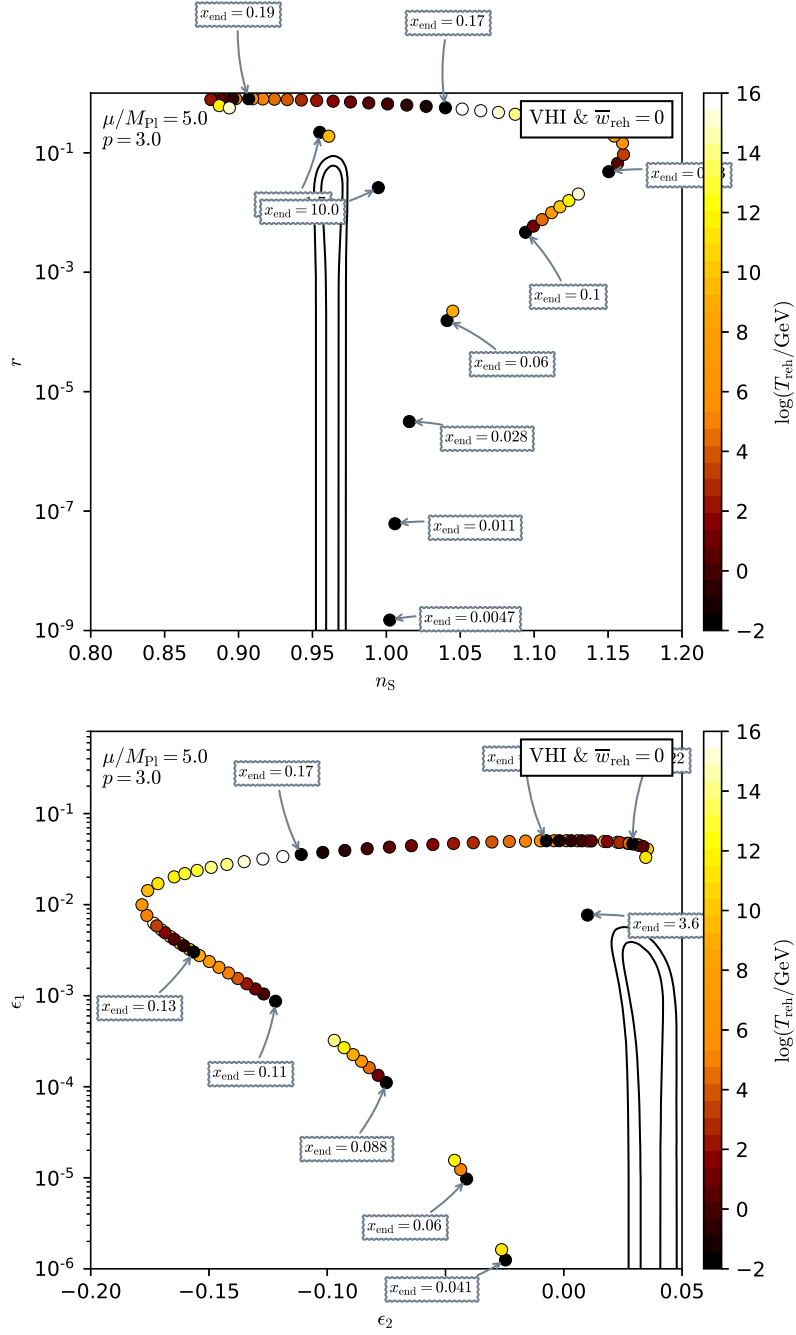 x_end = 0.19
x_end = 0.17
μ/M_Pl = 5.0
p = 3.0
VHI & w̅_reh = 0
10^-1
10^-3
10^-5
10^-7
10^-9
r
x_end = 10.0
x_end = 0.1
x_end = 0.06
x_end = 0.028
x_end = 0.011
x_end = 0.0047
0.80 0.85 0.90 0.95 1.00 1.05 1.10 1.15 1.20
n_S
16
14
12
10
8
6
4
2
0
−2
log(T_reh/GeV)
μ/M_Pl = 5.0
p = 3.0
x_end = 0.17
x_end
VHI & w̅_reh = 0
22
10^-1
10^-2
10^-3
10^-4
10^-5
10^-6
ϵ_1
x_end = 3.6
x_end = 0.13
x_end = 0.11
x_end = 0.088
x_end = 0.06
x_end = 0.041
−0.20 −0.15 −0.10 −0.05 0.00 0.05
ϵ_2
16
14
12
10
8
6
4
2
0
−2
log(T_reh/GeV)